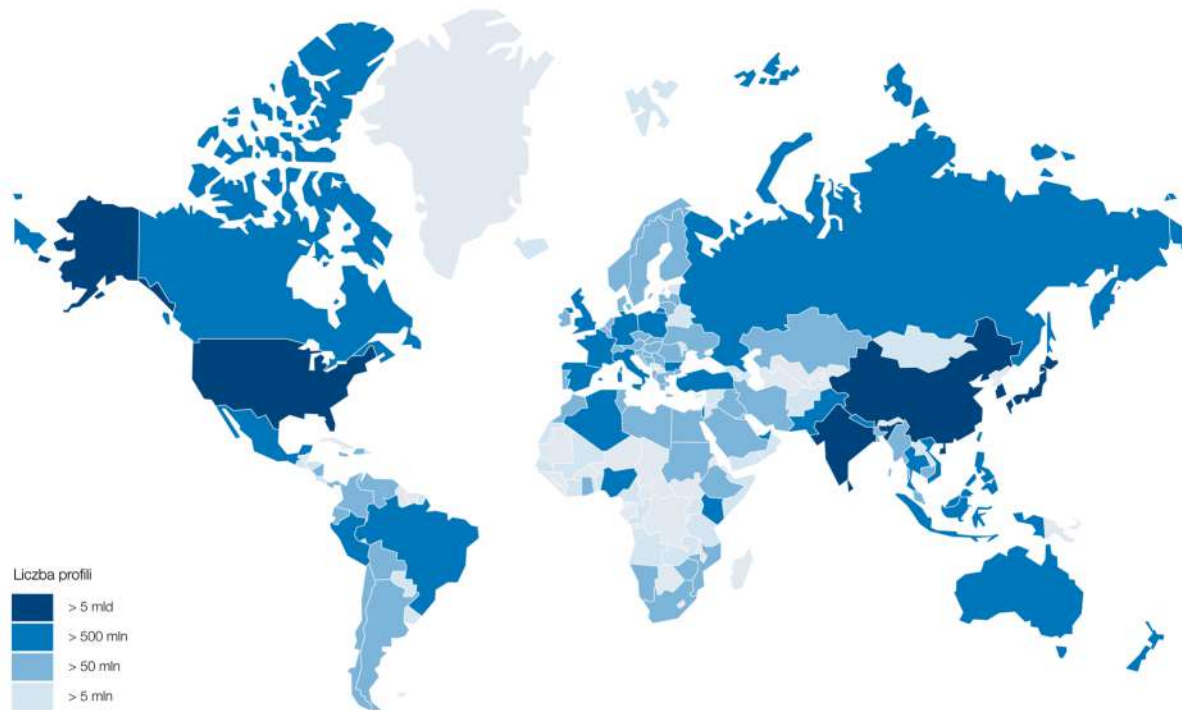 Liczba profili
> 5 mld
> 500 mln
> 50 mln
> 5 mln